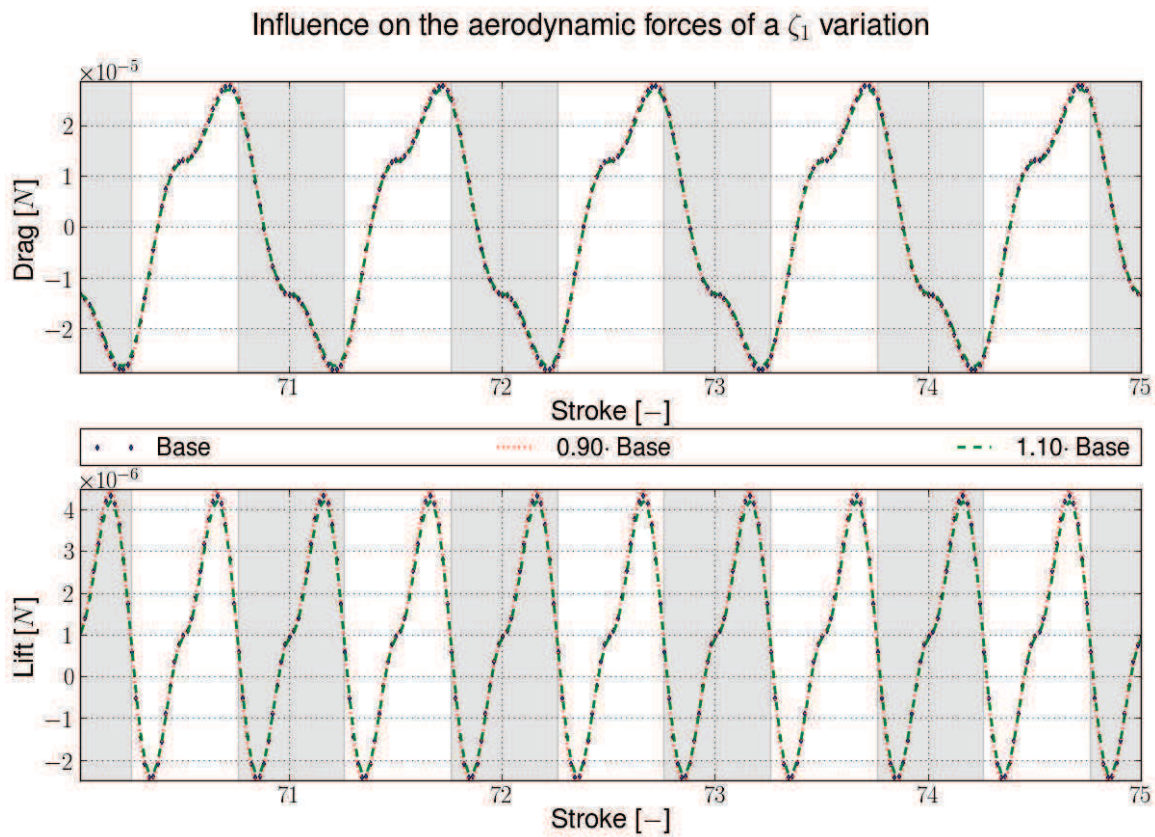 Influence on the aerodynamic forces of a ζ₁ variation
×10⁻⁵
2
1
0
−1
−2
Drag [N]
71 72 73 74 75
Stroke [−]
Base 0.90· Base 1.10· Base
×10⁻⁶
4
3
2
1
0
−1
−2
Lift [N]
71 72 73 74 75
Stroke [−]